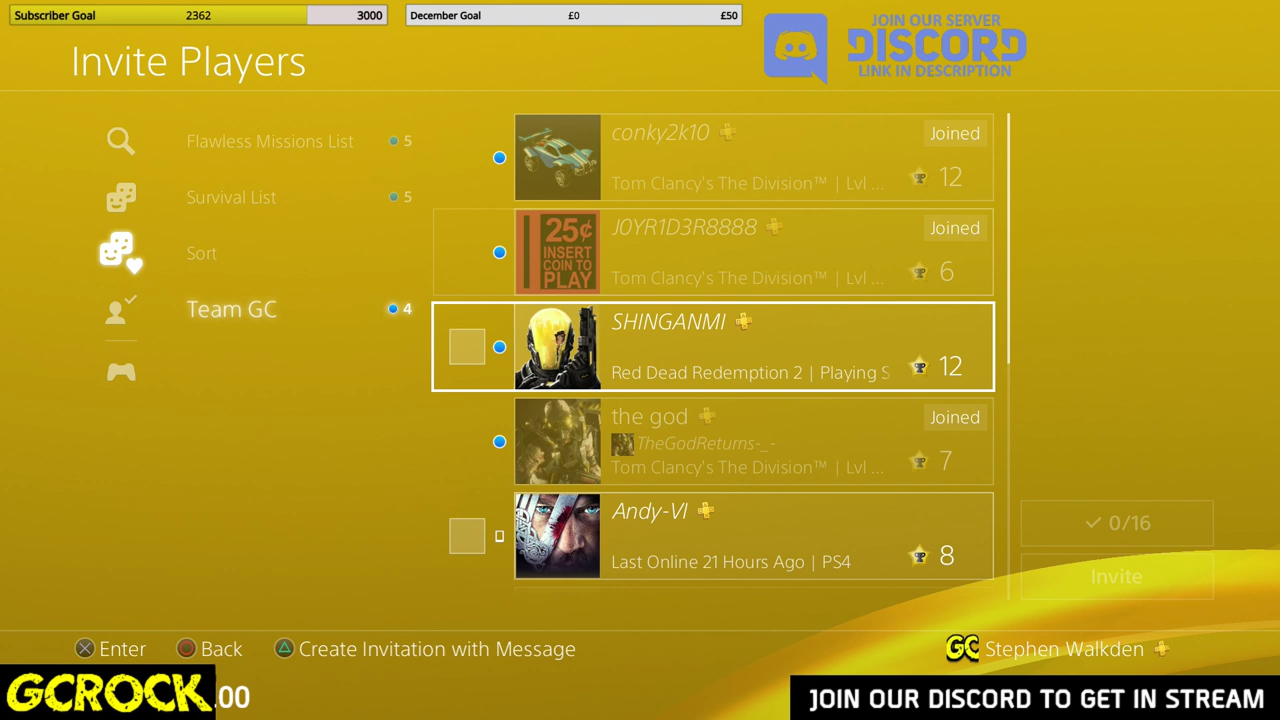 Subscriber Goal 2362 3000
December Goal £0 £50
JOIN OUR SERVER
DISCORD
LINK IN DESCRIPTION
Invite Players
Flawless Missions List 5
Survival List 5
Sort
Team GC 4
conky2k10 Joined
Tom Clancy's The Division™ | Lvl ... 12
25¢
INSERT
COIN TO
PLAY
J0YR1D3R8888 Joined
Tom Clancy's The Division™ | Lvl ... 6
SHINGANMI
Red Dead Redemption 2 | Playing S 12
the god Joined
TheGodReturns-_-
Tom Clancy's The Division™ | Lvl ... 7
Andy-VI
Last Online 21 Hours Ago | PS4 8
0/16
Invite
Enter Back Create Invitation with Message
GC Stephen Walkden
GCROCK .00
JOIN OUR DISCORD TO GET IN STREAM